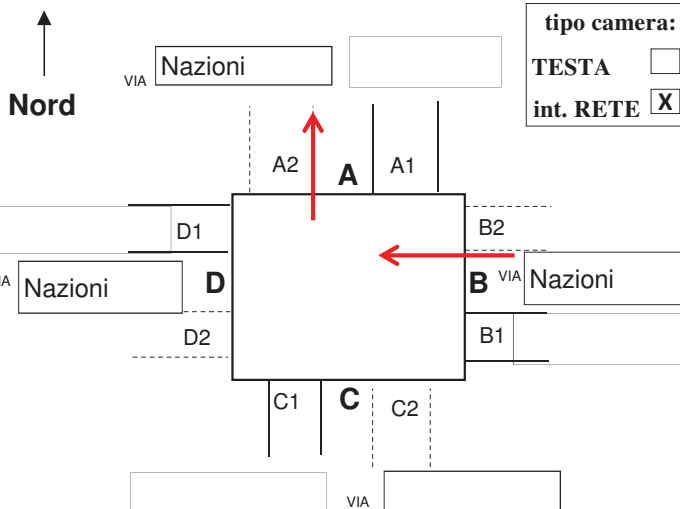 tipo camera:
VIA Nazioni
TESTA
Nord
int. RETE X
A2 A A1
D1 B2
VIA Nazioni D B VIA Nazioni
D2 B1
C1 C C2
VIA